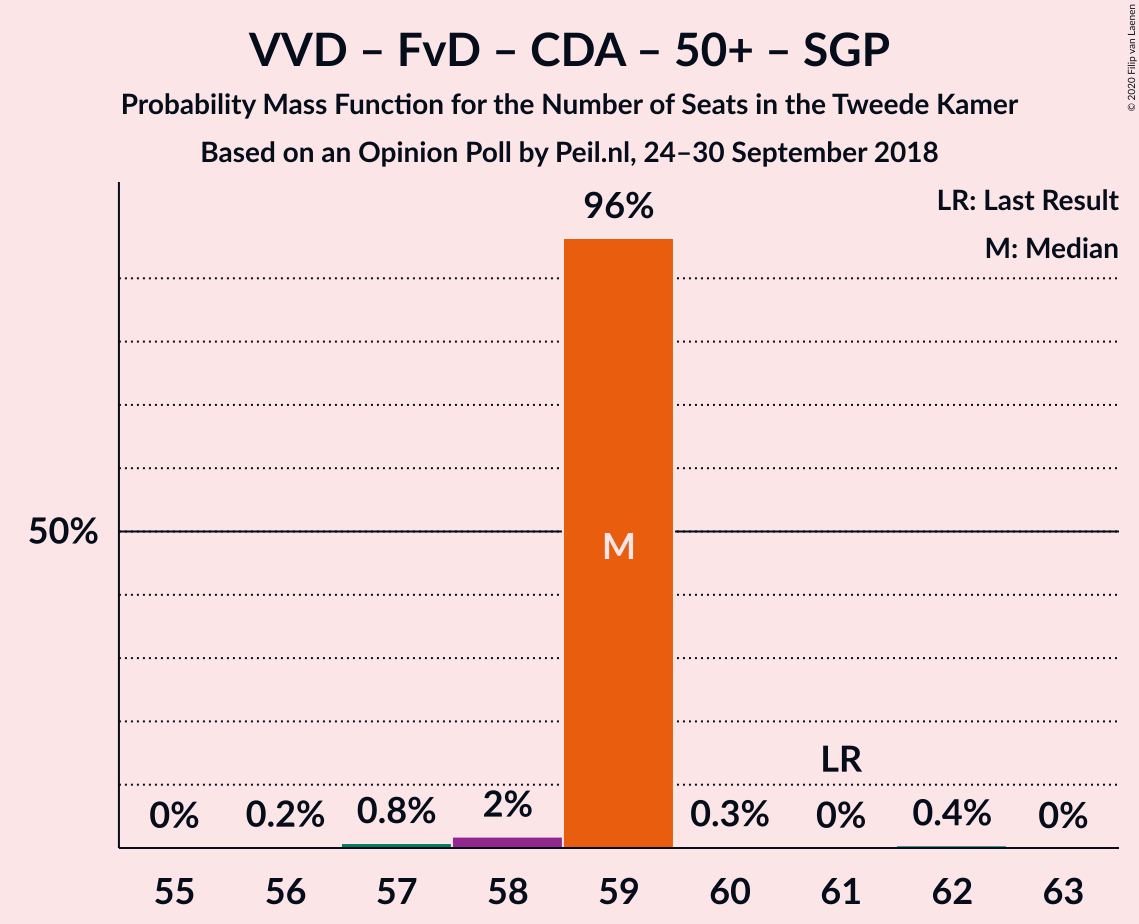 VVD – FvD – CDA – 50+ – SGP
Probability Mass Function for the Number of Seats in the Tweede Kamer
Based on an Opinion Poll by Peil.nl, 24–30 September 2018
© 2020 Filip van Laenen
LR: Last Result
M: Median
96%
50%
M
LR
0% 0.2% 0.8% 2% 0.3% 0% 0.4% 0%
55 56 57 58 59 60 61 62 63